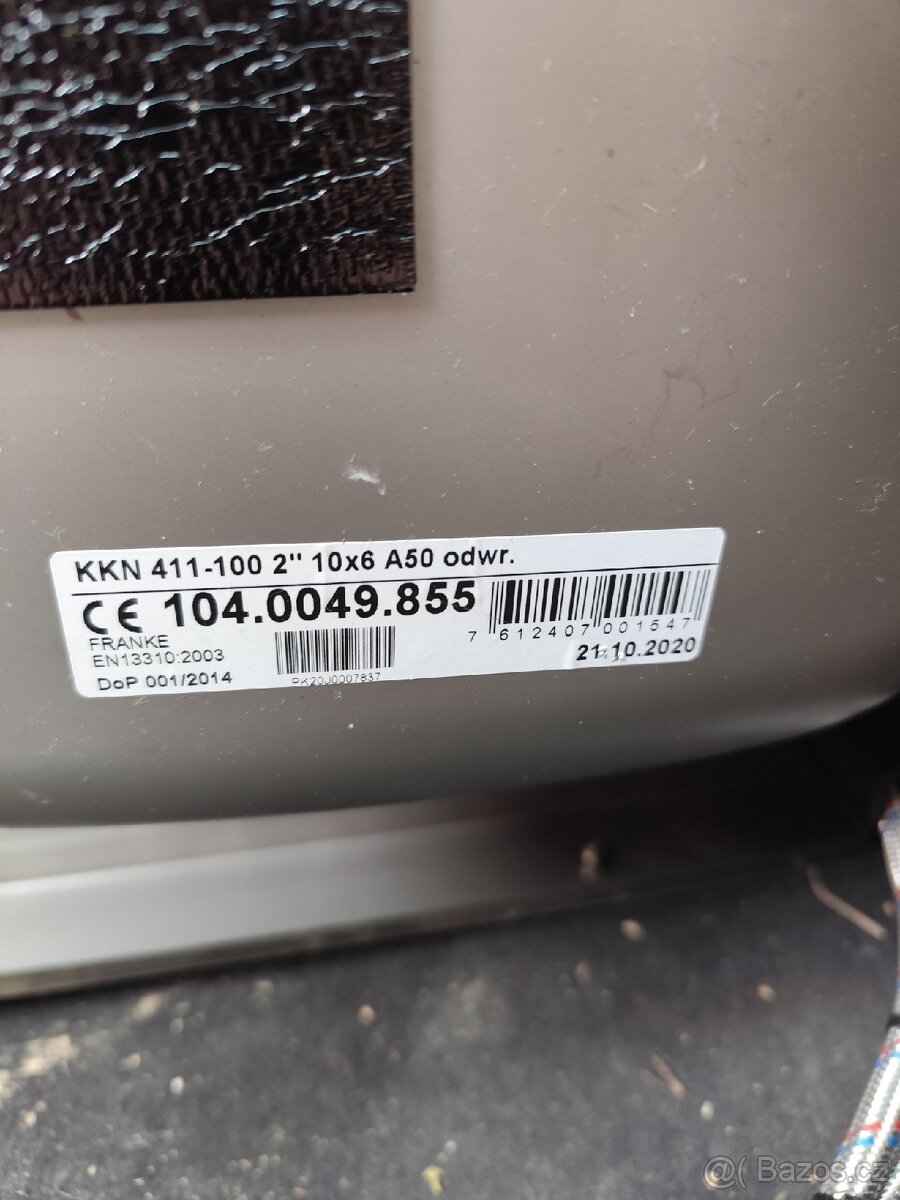 KKN 411-100 2" 10x6 A50 odwr.
CE 104.0049.855
FRANKE
EN13310:2003
DoP 001/2014
PK20J0007837
7 612407 001547
21.10.2020
@( Bazos.cz